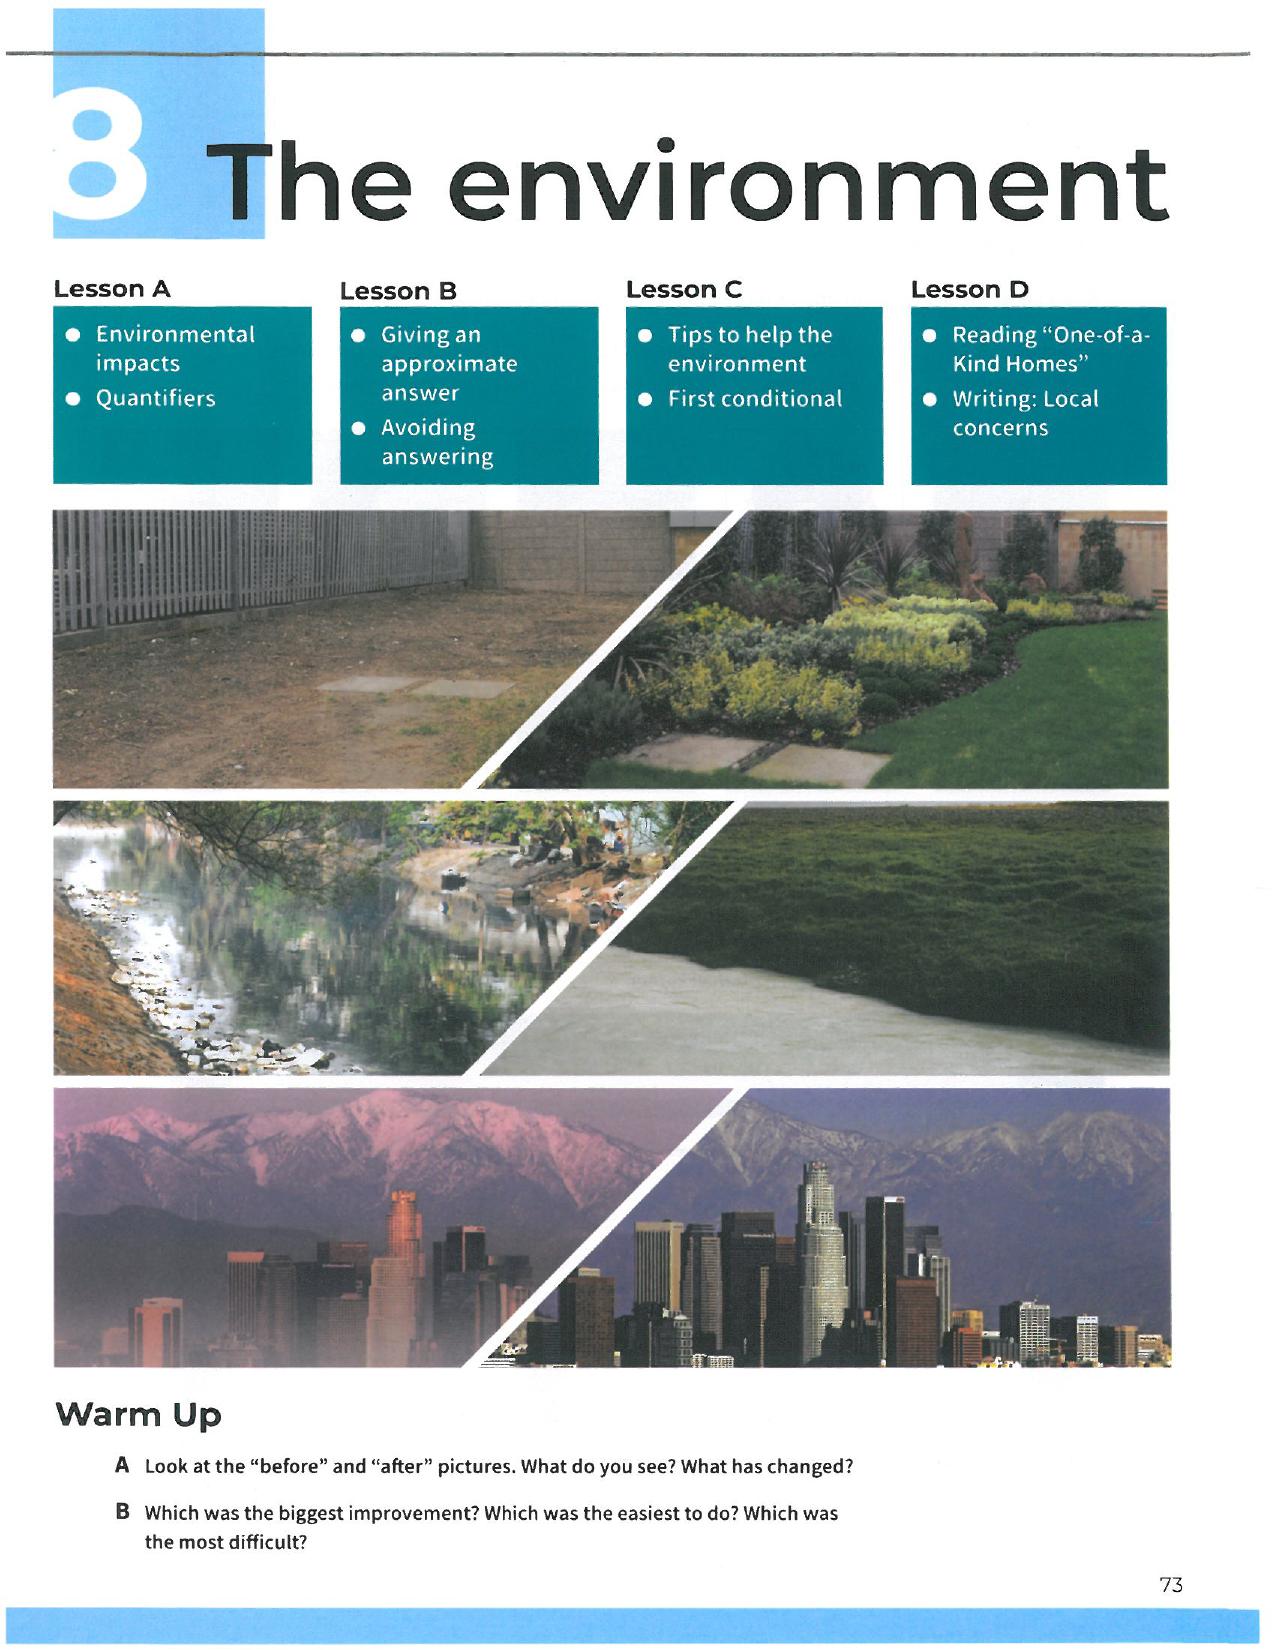 8 The environment
Lesson A
● Environmental
impacts
● Quantifiers
Lesson B
● Giving an
approximate
answer
● Avoiding
answering
Lesson C
● Tips to help the
environment
● First conditional
Lesson D
● Reading “One-of-a-
Kind Homes”
● Writing: Local
concerns
Warm Up
A Look at the “before” and “after” pictures. What do you see? What has changed?
B Which was the biggest improvement? Which was the easiest to do? Which was
the most difficult?
73